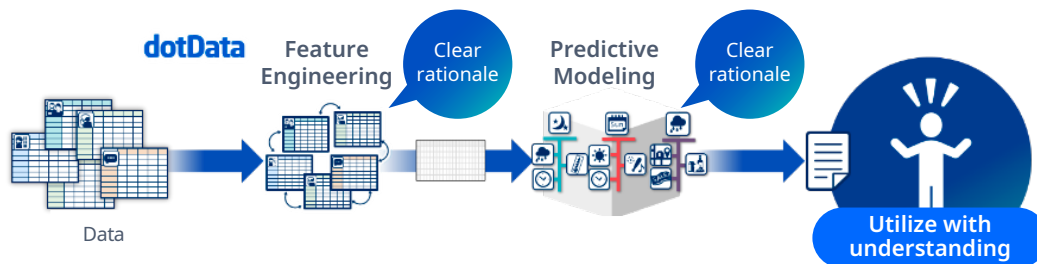 dotData
Feature
Engineering
Clear
rationale
Predictive
Modeling
Clear
rationale
Data
Utilize with
understanding